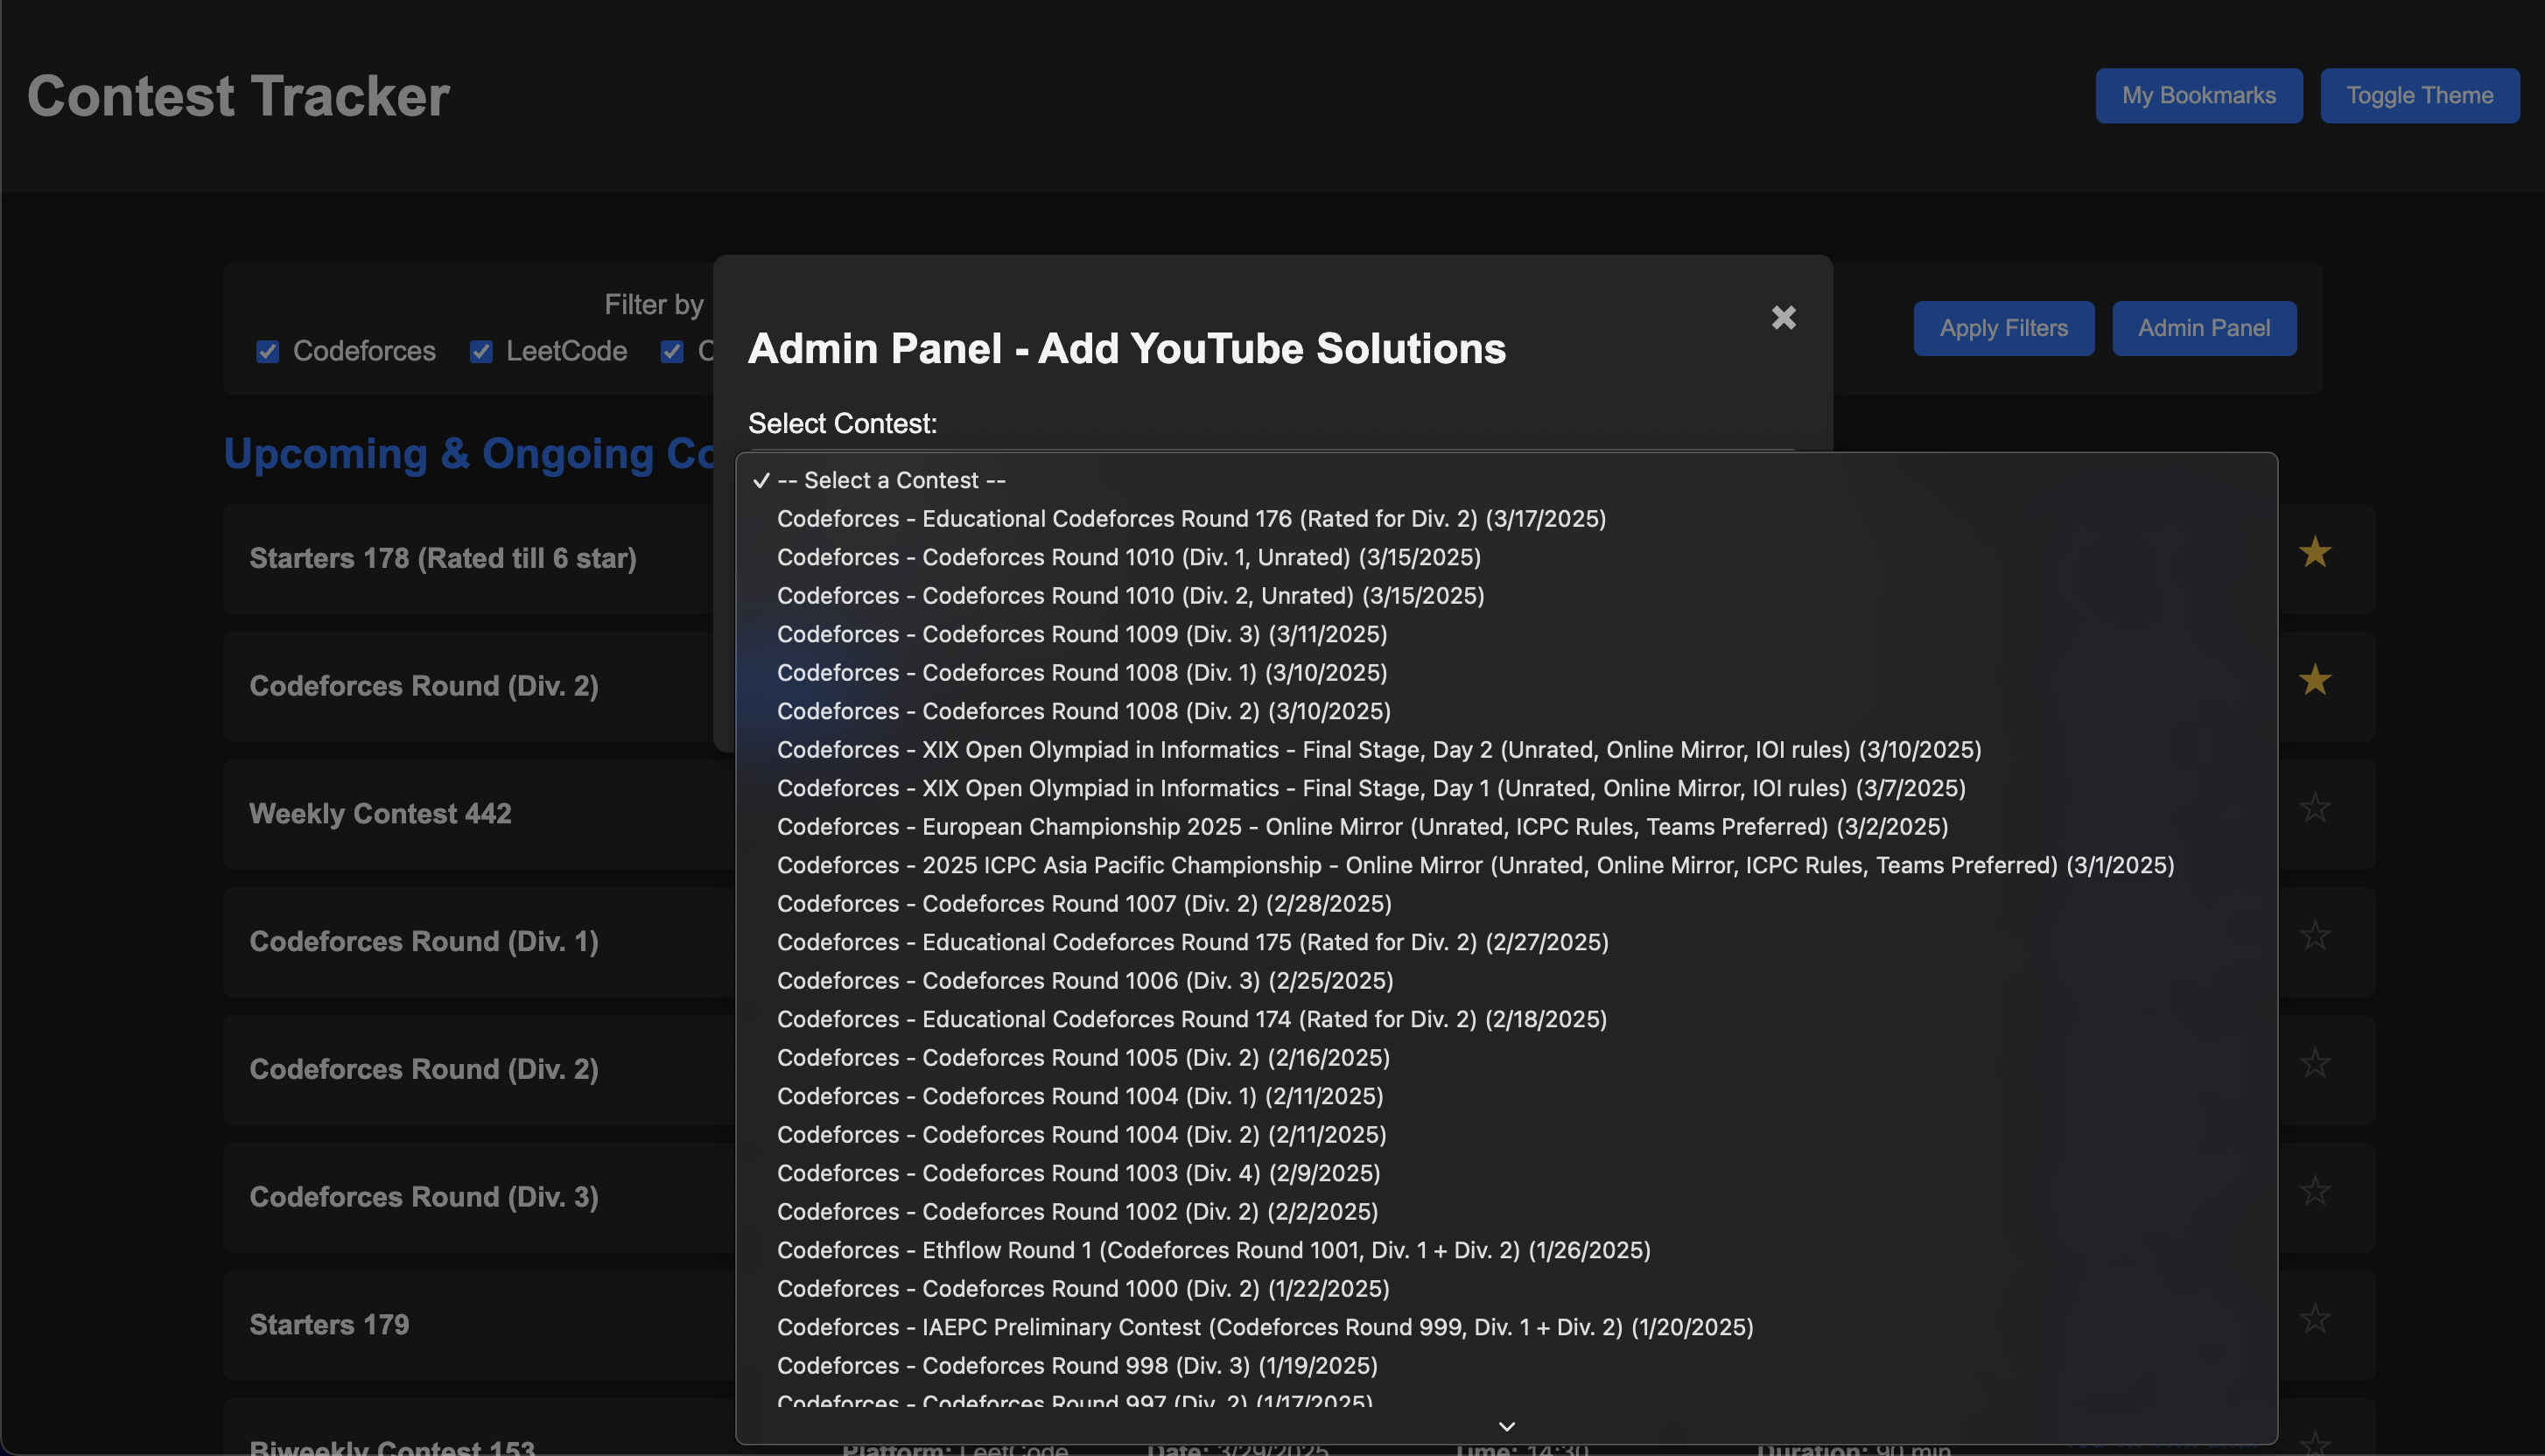 Contest Tracker
My Bookmarks
Toggle Theme
Filter by
Codeforces
LeetCode
C
Apply Filters
Admin Panel
Admin Panel - Add YouTube Solutions
Select Contest:
Upcoming & Ongoing Co
Starters 178 (Rated till 6 star)
Codeforces Round (Div. 2)
Weekly Contest 442
Codeforces Round (Div. 1)
Codeforces Round (Div. 2)
Codeforces Round (Div. 3)
Starters 179
Biweekly Contest 153
✓ -- Select a Contest --
Codeforces - Educational Codeforces Round 176 (Rated for Div. 2) (3/17/2025)
Codeforces - Codeforces Round 1010 (Div. 1, Unrated) (3/15/2025)
Codeforces - Codeforces Round 1010 (Div. 2, Unrated) (3/15/2025)
Codeforces - Codeforces Round 1009 (Div. 3) (3/11/2025)
Codeforces - Codeforces Round 1008 (Div. 1) (3/10/2025)
Codeforces - Codeforces Round 1008 (Div. 2) (3/10/2025)
Codeforces - XIX Open Olympiad in Informatics - Final Stage, Day 2 (Unrated, Online Mirror, IOI rules) (3/10/2025)
Codeforces - XIX Open Olympiad in Informatics - Final Stage, Day 1 (Unrated, Online Mirror, IOI rules) (3/7/2025)
Codeforces - European Championship 2025 - Online Mirror (Unrated, ICPC Rules, Teams Preferred) (3/2/2025)
Codeforces - 2025 ICPC Asia Pacific Championship - Online Mirror (Unrated, Online Mirror, ICPC Rules, Teams Preferred) (3/1/2025)
Codeforces - Codeforces Round 1007 (Div. 2) (2/28/2025)
Codeforces - Educational Codeforces Round 175 (Rated for Div. 2) (2/27/2025)
Codeforces - Codeforces Round 1006 (Div. 3) (2/25/2025)
Codeforces - Educational Codeforces Round 174 (Rated for Div. 2) (2/18/2025)
Codeforces - Codeforces Round 1005 (Div. 2) (2/16/2025)
Codeforces - Codeforces Round 1004 (Div. 1) (2/11/2025)
Codeforces - Codeforces Round 1004 (Div. 2) (2/11/2025)
Codeforces - Codeforces Round 1003 (Div. 4) (2/9/2025)
Codeforces - Codeforces Round 1002 (Div. 2) (2/2/2025)
Codeforces - Ethflow Round 1 (Codeforces Round 1001, Div. 1 + Div. 2) (1/26/2025)
Codeforces - Codeforces Round 1000 (Div. 2) (1/22/2025)
Codeforces - IAEPC Preliminary Contest (Codeforces Round 999, Div. 1 + Div. 2) (1/20/2025)
Codeforces - Codeforces Round 998 (Div. 3) (1/19/2025)
Codeforces - Codeforces Round 997 (Div. 2) (1/17/2025)
Platform: LeetCode Date: 3/29/2025 Time: 14:30 Duration: 90 min